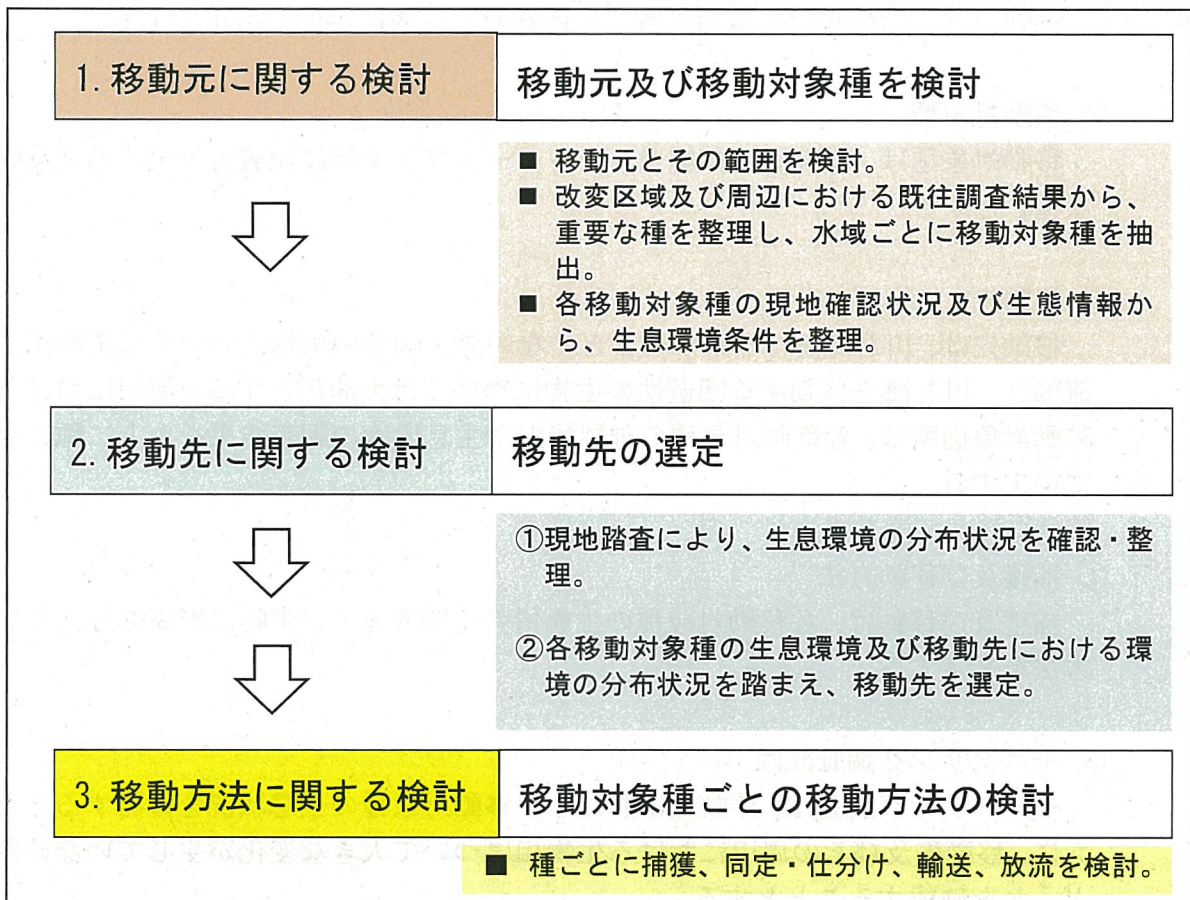 1. 移動元に関する検討 移動元及び移動対象種を検討
■ 移動元とその範囲を検討。
■ 改変区域及び周辺における既往調査結果から、
重要な種を整理し、水域ごとに移動対象種を抽
出。
■ 各移動対象種の現地確認状況及び生態情報か
ら、生息環境条件を整理。
2. 移動先に関する検討 移動先の選定
①現地踏査により、生息環境の分布状況を確認・整
理。
②各移動対象種の生息環境及び移動先における環
境の分布状況を踏まえ、移動先を選定。
3. 移動方法に関する検討 移動対象種ごとの移動方法の検討
■ 種ごとに捕獲、同定・仕分け、輸送、放流を検討。